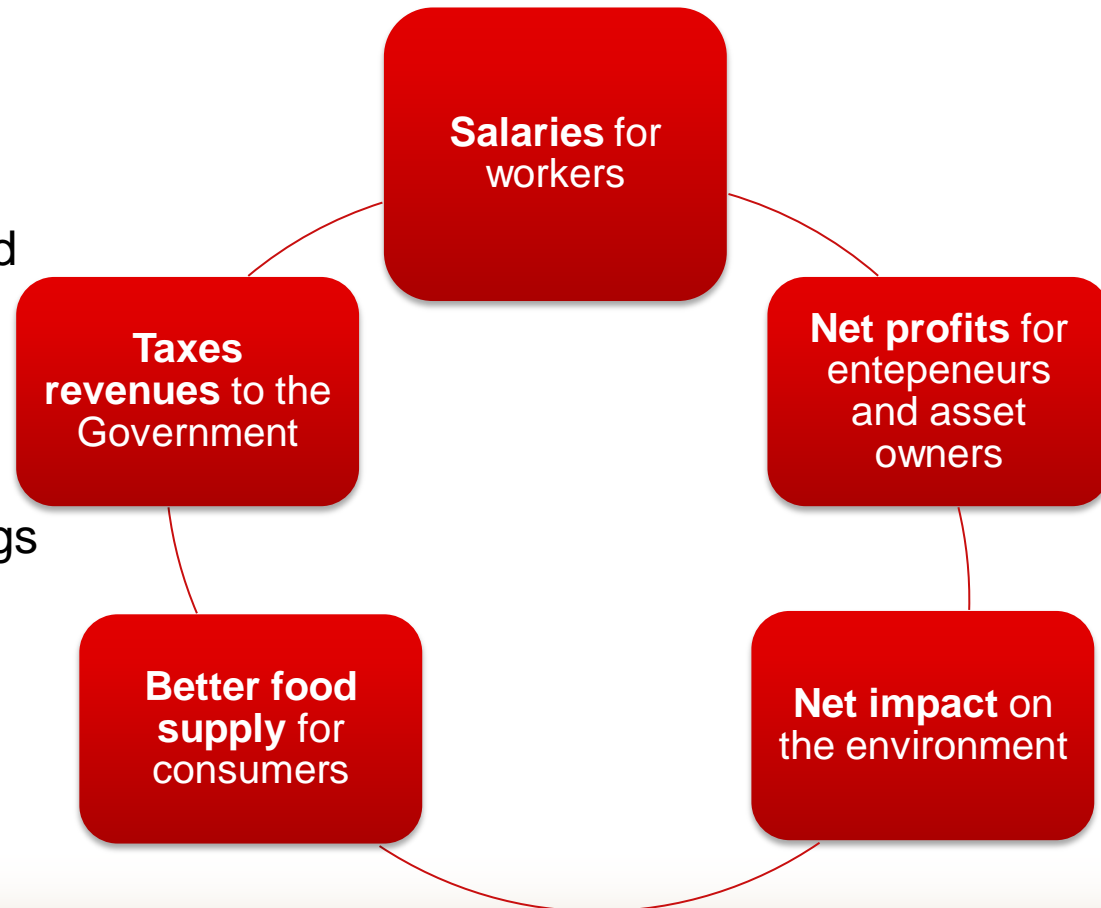 Salaries for
workers
d
Taxes
revenues to the
Government
Net profits for
entepeneurs
and asset
owners
gs
Better food
supply for
consumers
Net impact on
the environment